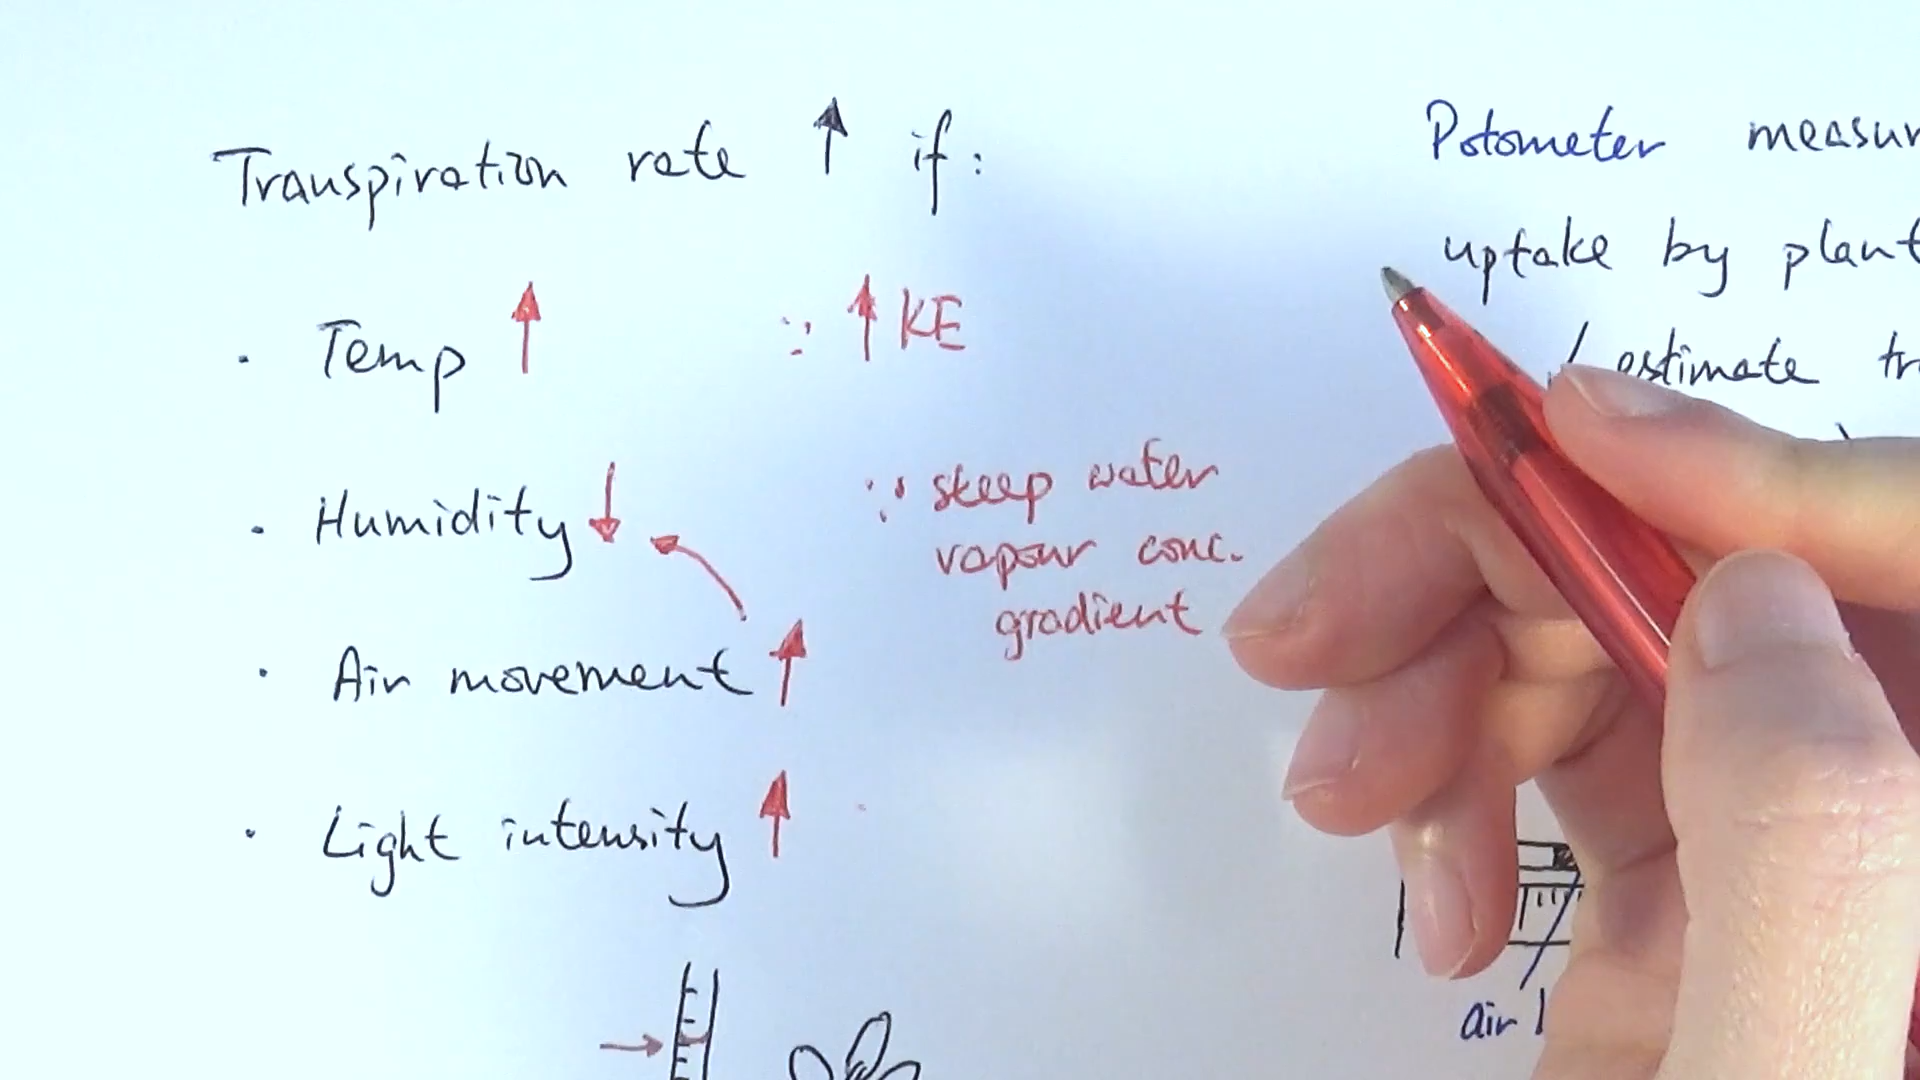 Transpiration rate ↑ if:
• Temp ↑ ∵ ↑ KE
• Humidity ↓ ∵ steep water
vapour conc.
gradient
• Air movement ↑
• Light intensity ↑
Potometer
uptake by plant
estimate
air